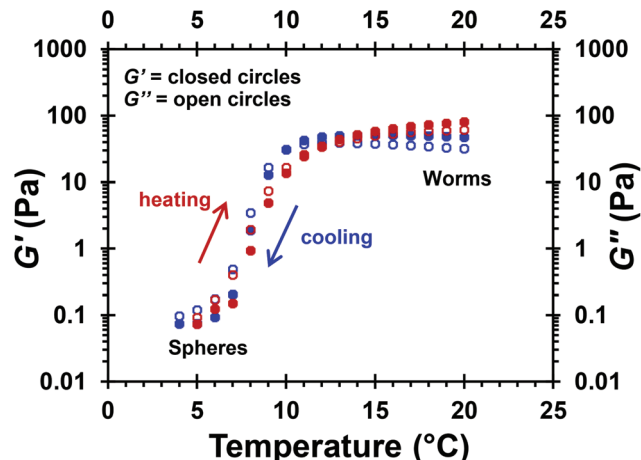 0 5 10 15 20 25
1000 1000
G' = closed circles
G'' = open circles
100 100
Worms
10 10
heating
cooling
G' (Pa)
G'' (Pa)
1 1
0.1 0.1
Spheres
0.01 0.01
0 5 10 15 20 25
Temperature (°C)